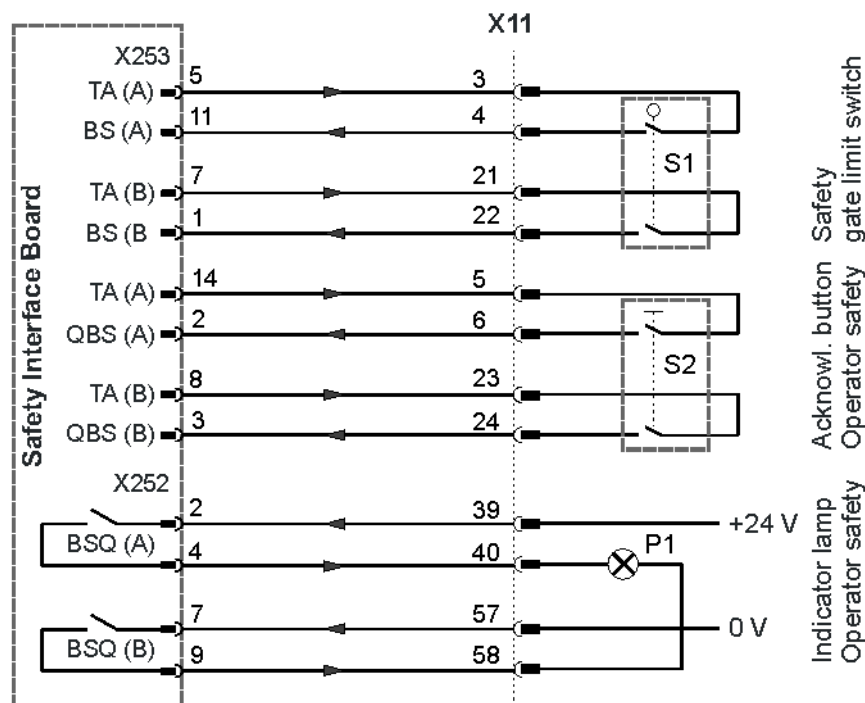 X11
X253
TA (A) 5 3
BS (A) 11 4
S1
TA (B) 7 21
BS (B 1 22
Safety
gate limit switch
TA (A) 14 5
QBS (A) 2 6
S2
TA (B) 8 23
QBS (B) 3 24
Acknowl. button
Operator safety
Safety Interface Board
X252
2 39 +24 V
BSQ (A)
4 40 P1
7 57 0 V
BSQ (B)
9 58
Indicator lamp
Operator safety